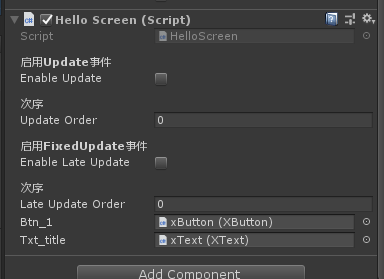 Hello Screen (Script)
Script HelloScreen
启用Update事件
Enable Update
次序
Update Order 0
启用FixedUpdate事件
Enable Late Update
次序
Late Update Order 0
Btn_1 xButton (XButton)
Txt_title xText (XText)
Add Component